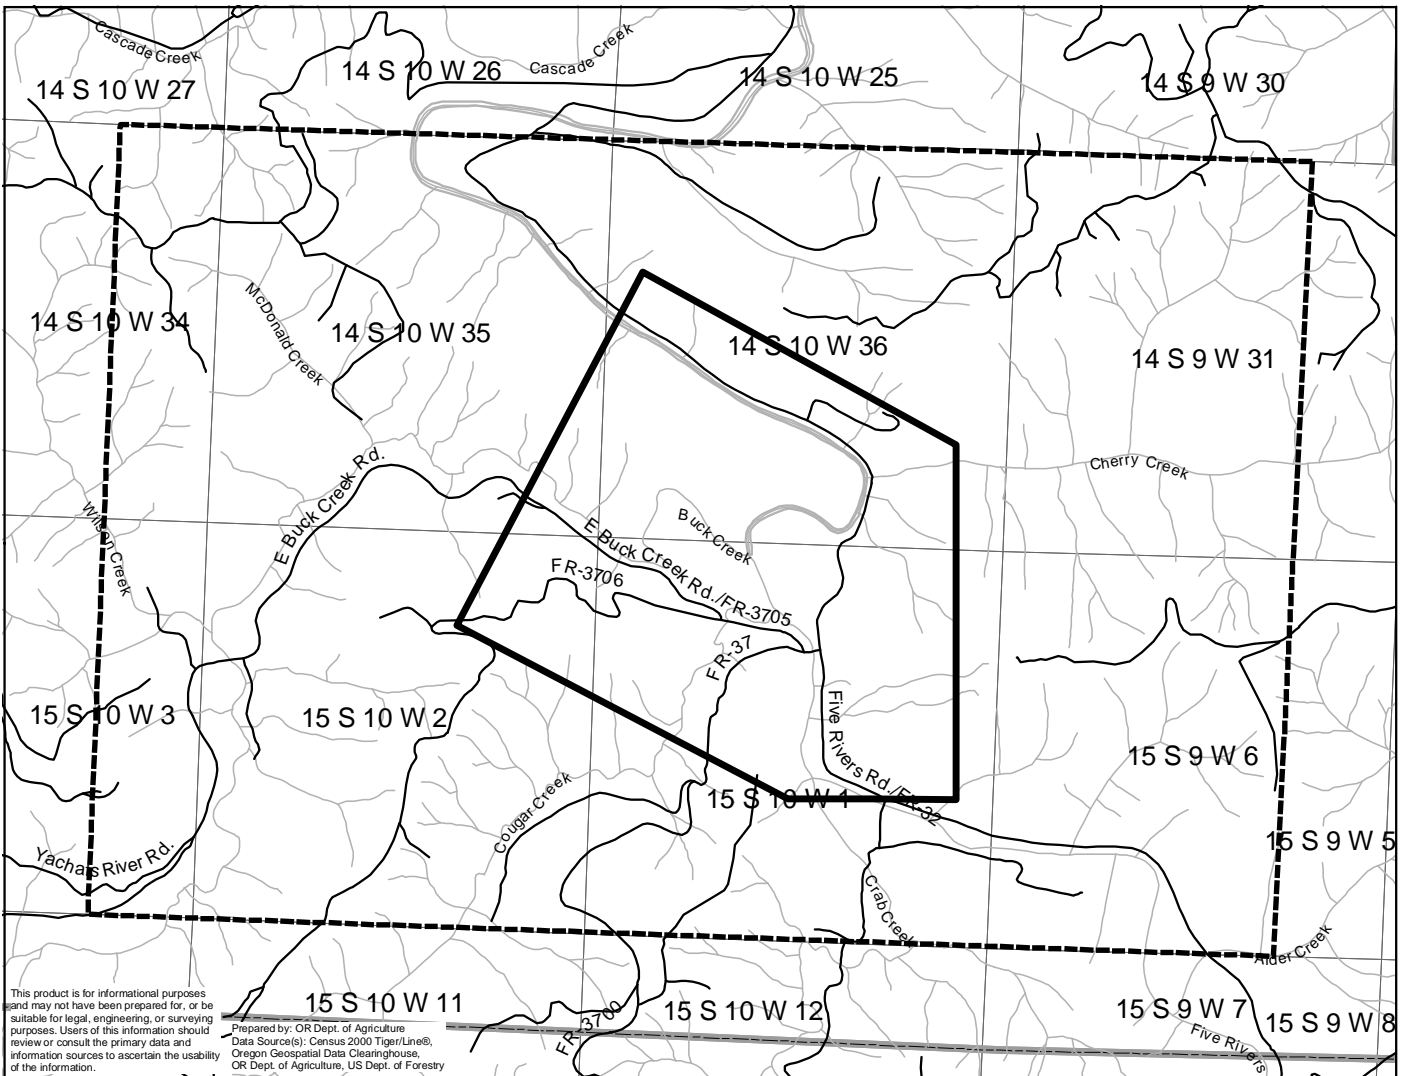 Cascade Creek
14 S 10 W 27
14 S 10 W 26
Cascade Creek
14 S 10 W 25
14 S 9 W 30
14 S 10 W 34
McDonald Creek
14 S 10 W 35
14 S 10 W 36
14 S 9 W 31
Wilson Creek
E Buck Creek Rd.
Cherry Creek
Buck Creek
E Buck Creek Rd./FR-3705
FR-3706
FR-37
15 S 10 W 3
15 S 10 W 2
Five Rivers Rd./FR-32
15 S 9 W 6
15 S 10 W 1
Cougar Creek
Yachats River Rd.
15 S 9 W 5
Crab Creek
Alder Creek
15 S 10 W 11
FR-3700
15 S 10 W 12
15 S 9 W 7
15 S 9 W 8
Five Rivers
This product is for informational purposes
and may not have been prepared for, or be
suitable for legal, engineering, or surveying
purposes. Users of this information should
review or consult the primary data and
information sources to ascertain the usability
of the information.
Prepared by: OR Dept. of Agriculture
Data Source(s): Census 2000 Tiger/Line®,
Oregon Geospatial Data Clearinghouse,
OR Dept. of Agriculture, US Dept. of Forestry